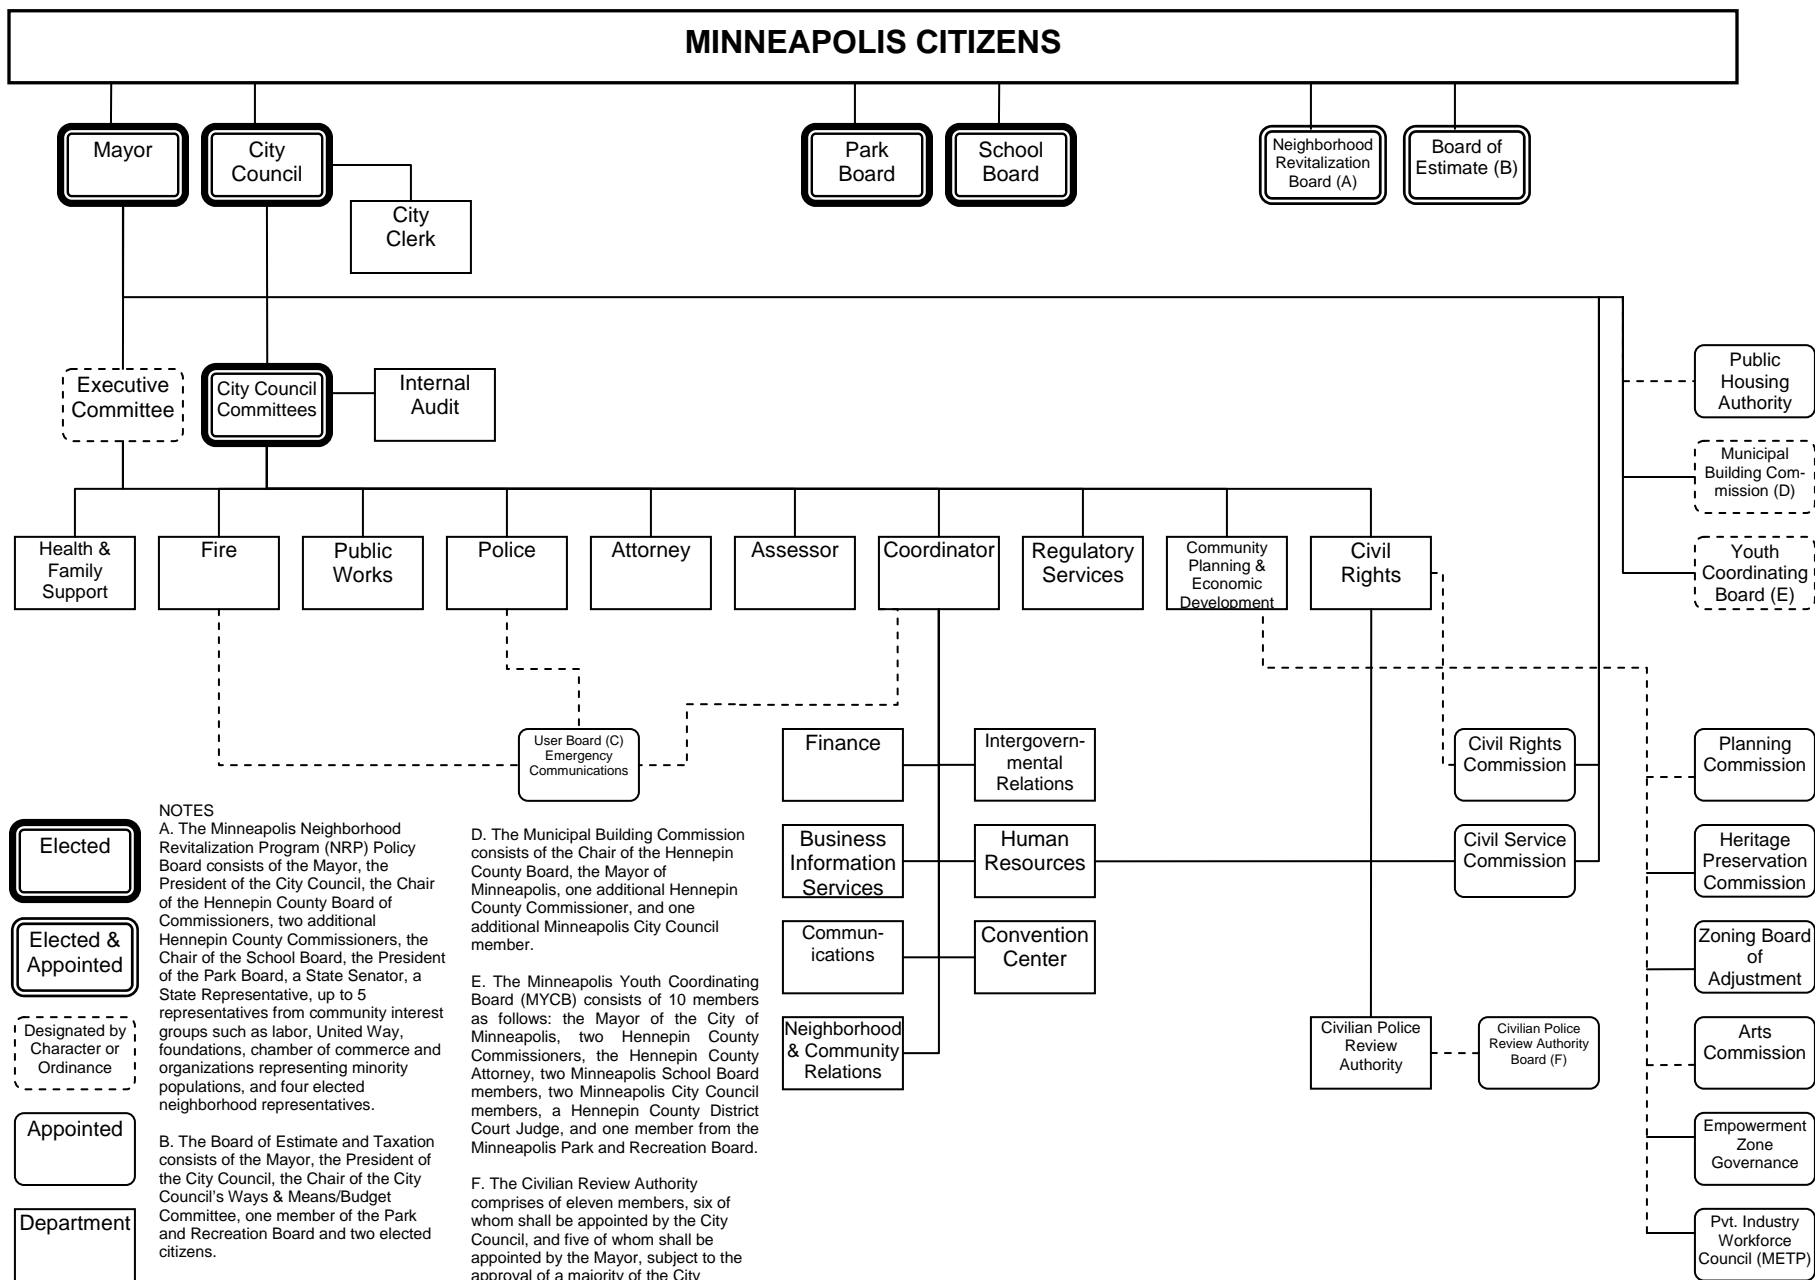 MINNEAPOLIS CITIZENS
Mayor
City
Council
Park
Board
School
Board
Neighborhood
Revitalization
Board (A)
Board of
Estimate (B)
City
Clerk
Executive
Committee
City Council
Committees
Internal
Audit
Public
Housing
Authority
Municipal
Building Com-
mission (D)
Youth
Coordinating
Board (E)
Health &
Family
Support
Fire
Public
Works
Police
Attorney
Assessor
Coordinator
Regulatory
Services
Community
Planning &
Economic
Development
Civil
Rights
User Board (C)
Emergency
Communications
Finance
Intergovern-
mental
Relations
Civil Rights
Commission
Planning
Commission
Business
Information
Services
Human
Resources
Civil Service
Commission
Heritage
Preservation
Commission
Commun-
ications
Convention
Center
Zoning Board
of
Adjustment
Neighborhood
& Community
Relations
Civilian Police
Review
Authority
Civilian Police
Review Authority
Board (F)
Arts
Commission
Empowerment
Zone
Governance
Pvt. Industry
Workforce
Council (METP)
Elected
Elected &
Appointed
Designated by
Character or
Ordinance
Appointed
Department
NOTES
A. The Minneapolis Neighborhood
Revitalization Program (NRP) Policy
Board consists of the Mayor, the
President of the City Council, the Chair
of the Hennepin County Board of
Commissioners, two additional
Hennepin County Commissioners, the
Chair of the School Board, the President
of the Park Board, a State Senator, a
State Representative, up to 5
representatives from community interest
groups such as labor, United Way,
foundations, chamber of commerce and
organizations representing minority
populations, and four elected
neighborhood representatives.
B. The Board of Estimate and Taxation
consists of the Mayor, the President of
the City Council, the Chair of the City
Council's Ways & Means/Budget
Committee, one member of the Park
and Recreation Board and two elected
citizens.
D. The Municipal Building Commission
consists of the Chair of the Hennepin
County Board, the Mayor of
Minneapolis, one additional Hennepin
County Commissioner, and one
additional Minneapolis City Council
member.
E. The Minneapolis Youth Coordinating
Board (MYCB) consists of 10 members
as follows: the Mayor of the City of
Minneapolis, two Hennepin County
Commissioners, the Hennepin County
Attorney, two Minneapolis School Board
members, two Minneapolis City Council
members, a Hennepin County District
Court Judge, and one member from the
Minneapolis Park and Recreation Board.
F. The Civilian Review Authority
comprises of eleven members, six of
whom shall be appointed by the City
Council, and five of whom shall be
appointed by the Mayor, subject to the
approval of a majority of the City